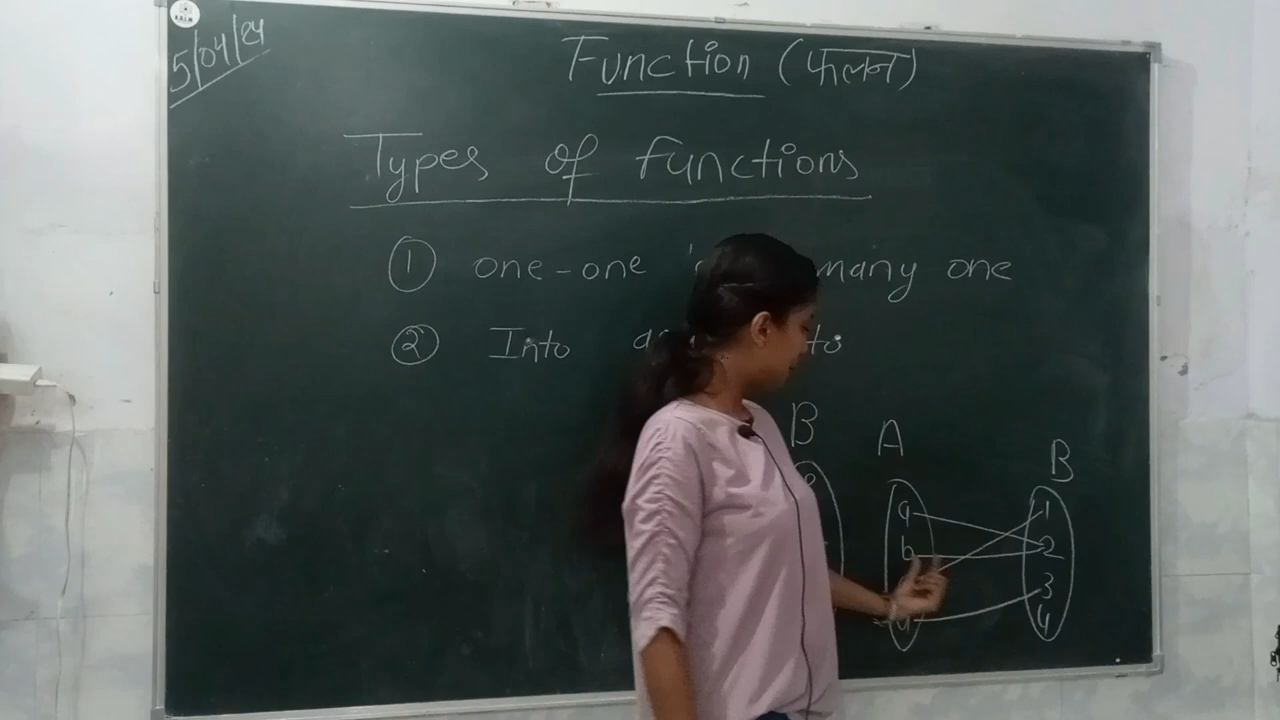 5/04/24
Function (फलन)
Types of functions
① one-one many one
② Into
B A B
a 1
b 2
3
4